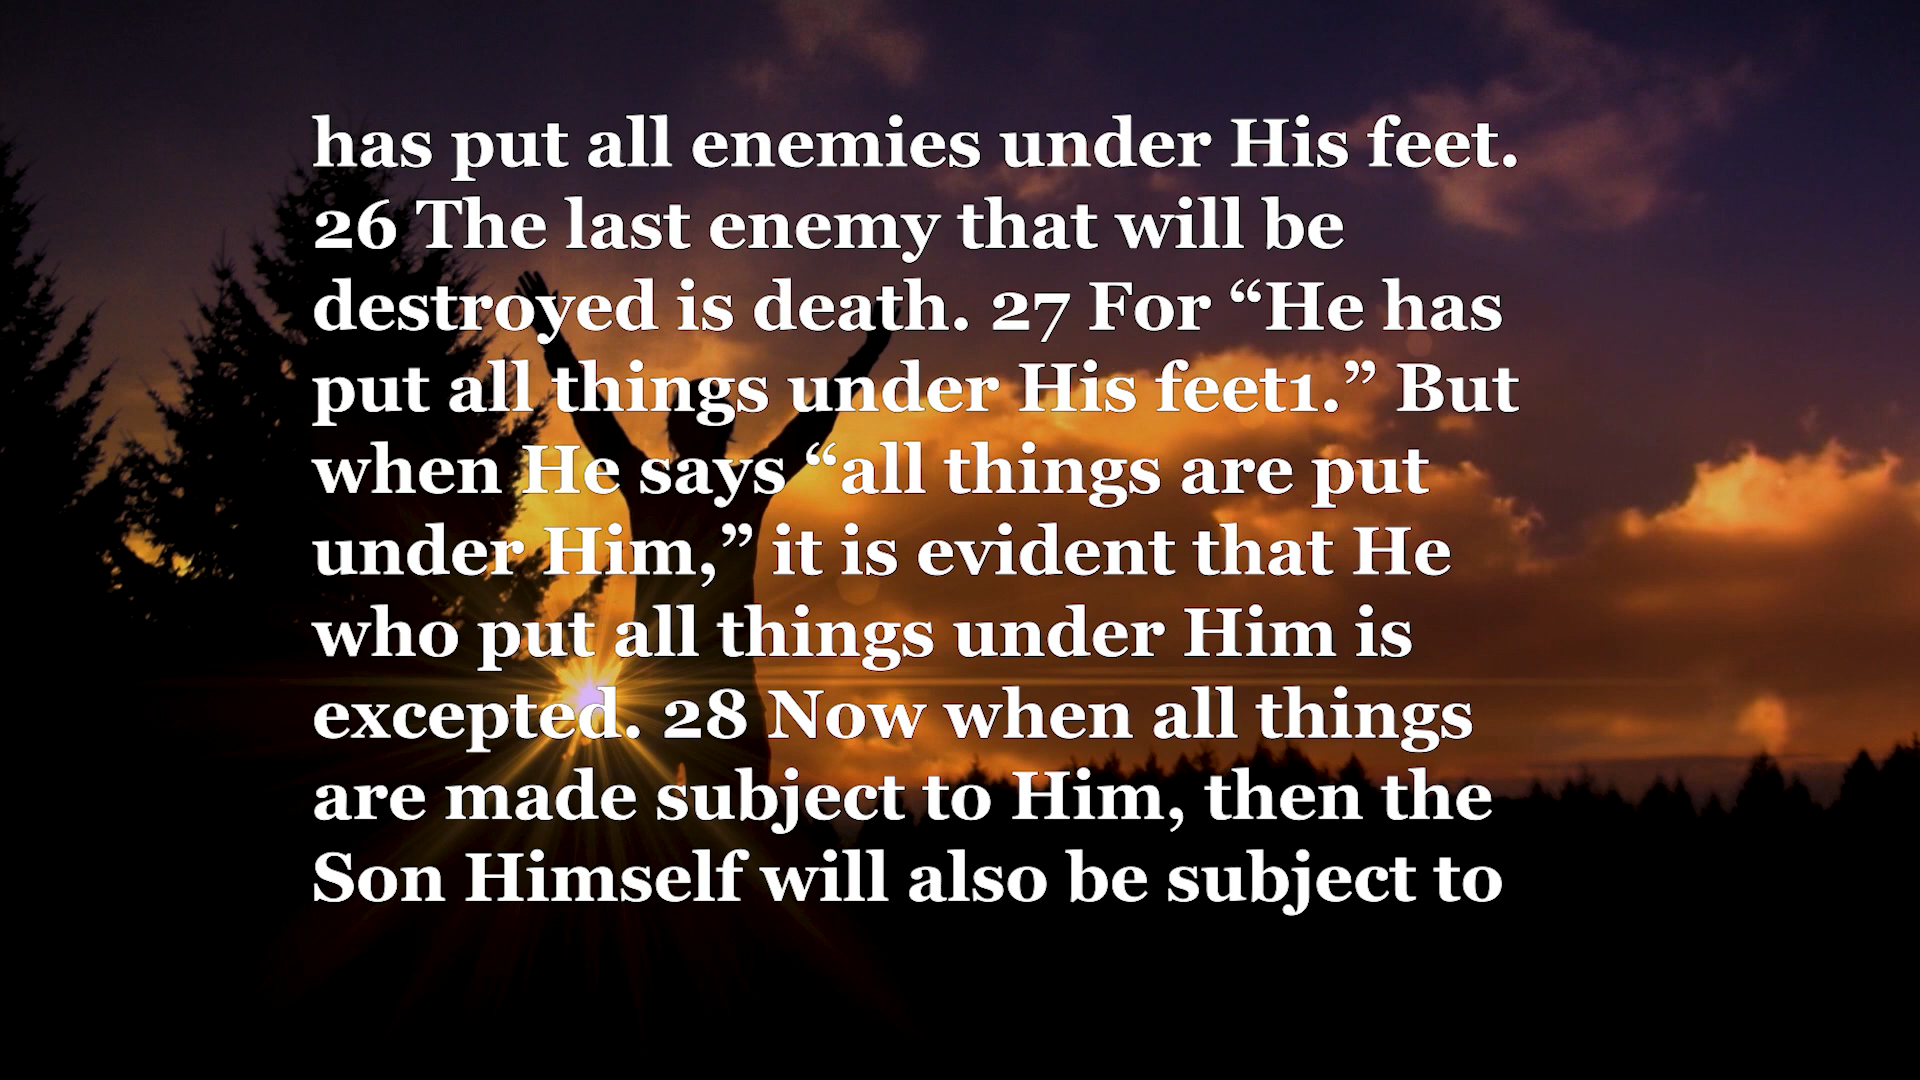 has put all enemies under His feet.
26 The last enemy that will be
destroyed is death. 27 For “He has
put all things under His feet1.” But
when He says “all things are put
under Him,” it is evident that He
who put all things under Him is
excepted. 28 Now when all things
are made subject to Him, then the
Son Himself will also be subject to